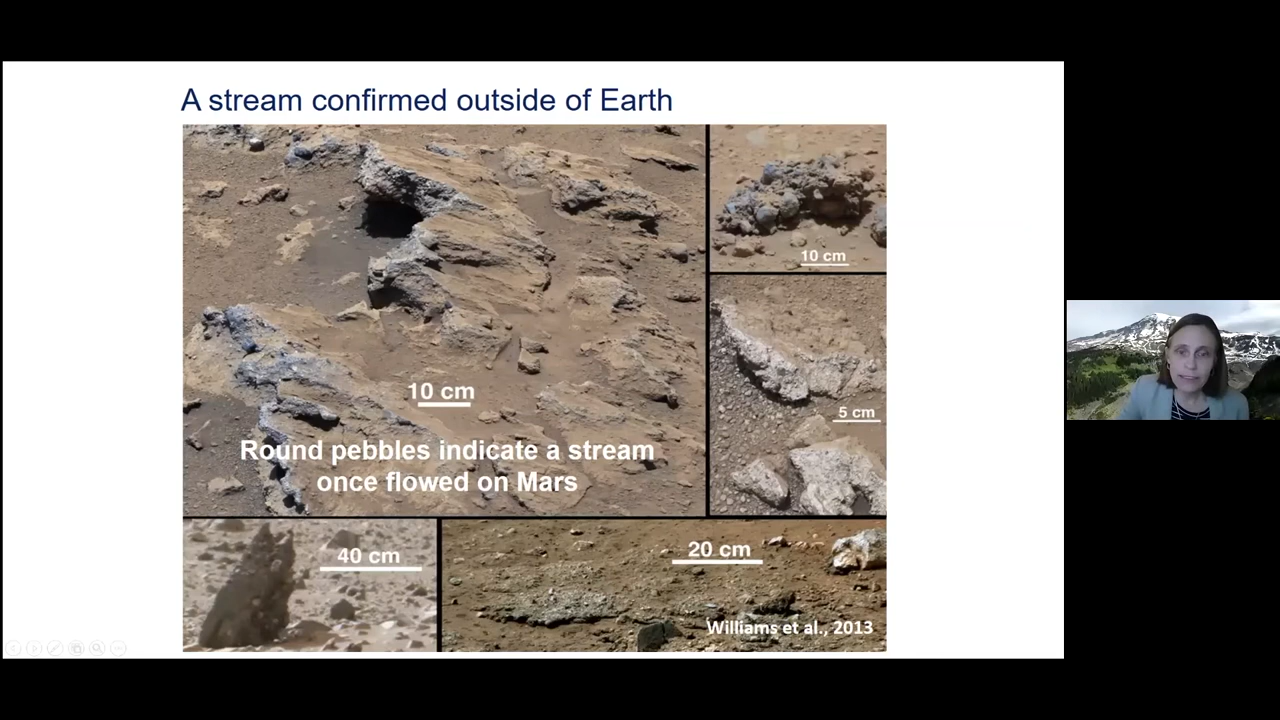 A stream confirmed outside of Earth
10 cm
10 cm
5 cm
Round pebbles indicate a stream
once flowed on Mars
40 cm
20 cm
Williams et al., 2013